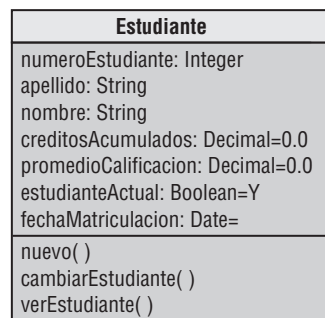 Estudiante
numeroEstudiante: Integer
apellido: String
nombre: String
creditosAcumulados: Decimal=0.0
promedioCalificacion: Decimal=0.0
estudianteActual: Boolean=Y
fechaMatriculacion: Date=
nuevo( )
cambiarEstudiante( )
verEstudiante( )